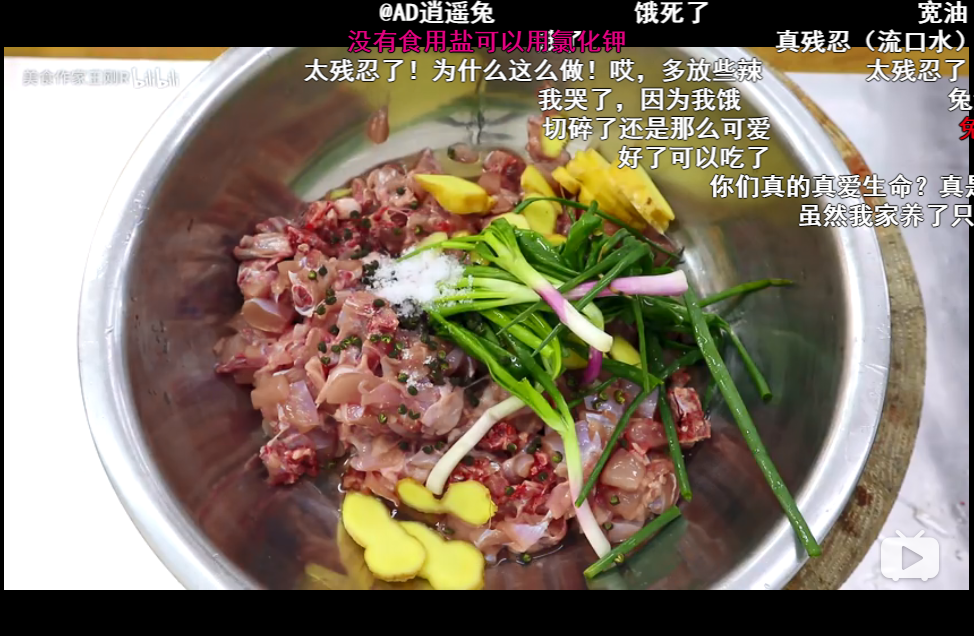 @AD逍遥兔
饿死了
宽油
没有食用盐可以用氯化钾
真残忍（流口水）
太残忍了！为什么这么做！哎，多放些辣
太残忍了
美食作家王刚R bilibili
我哭了，因为我饿
兔
切碎了还是那么可爱
好了可以吃了
你们真的真爱生命？真是
虽然我家养了只